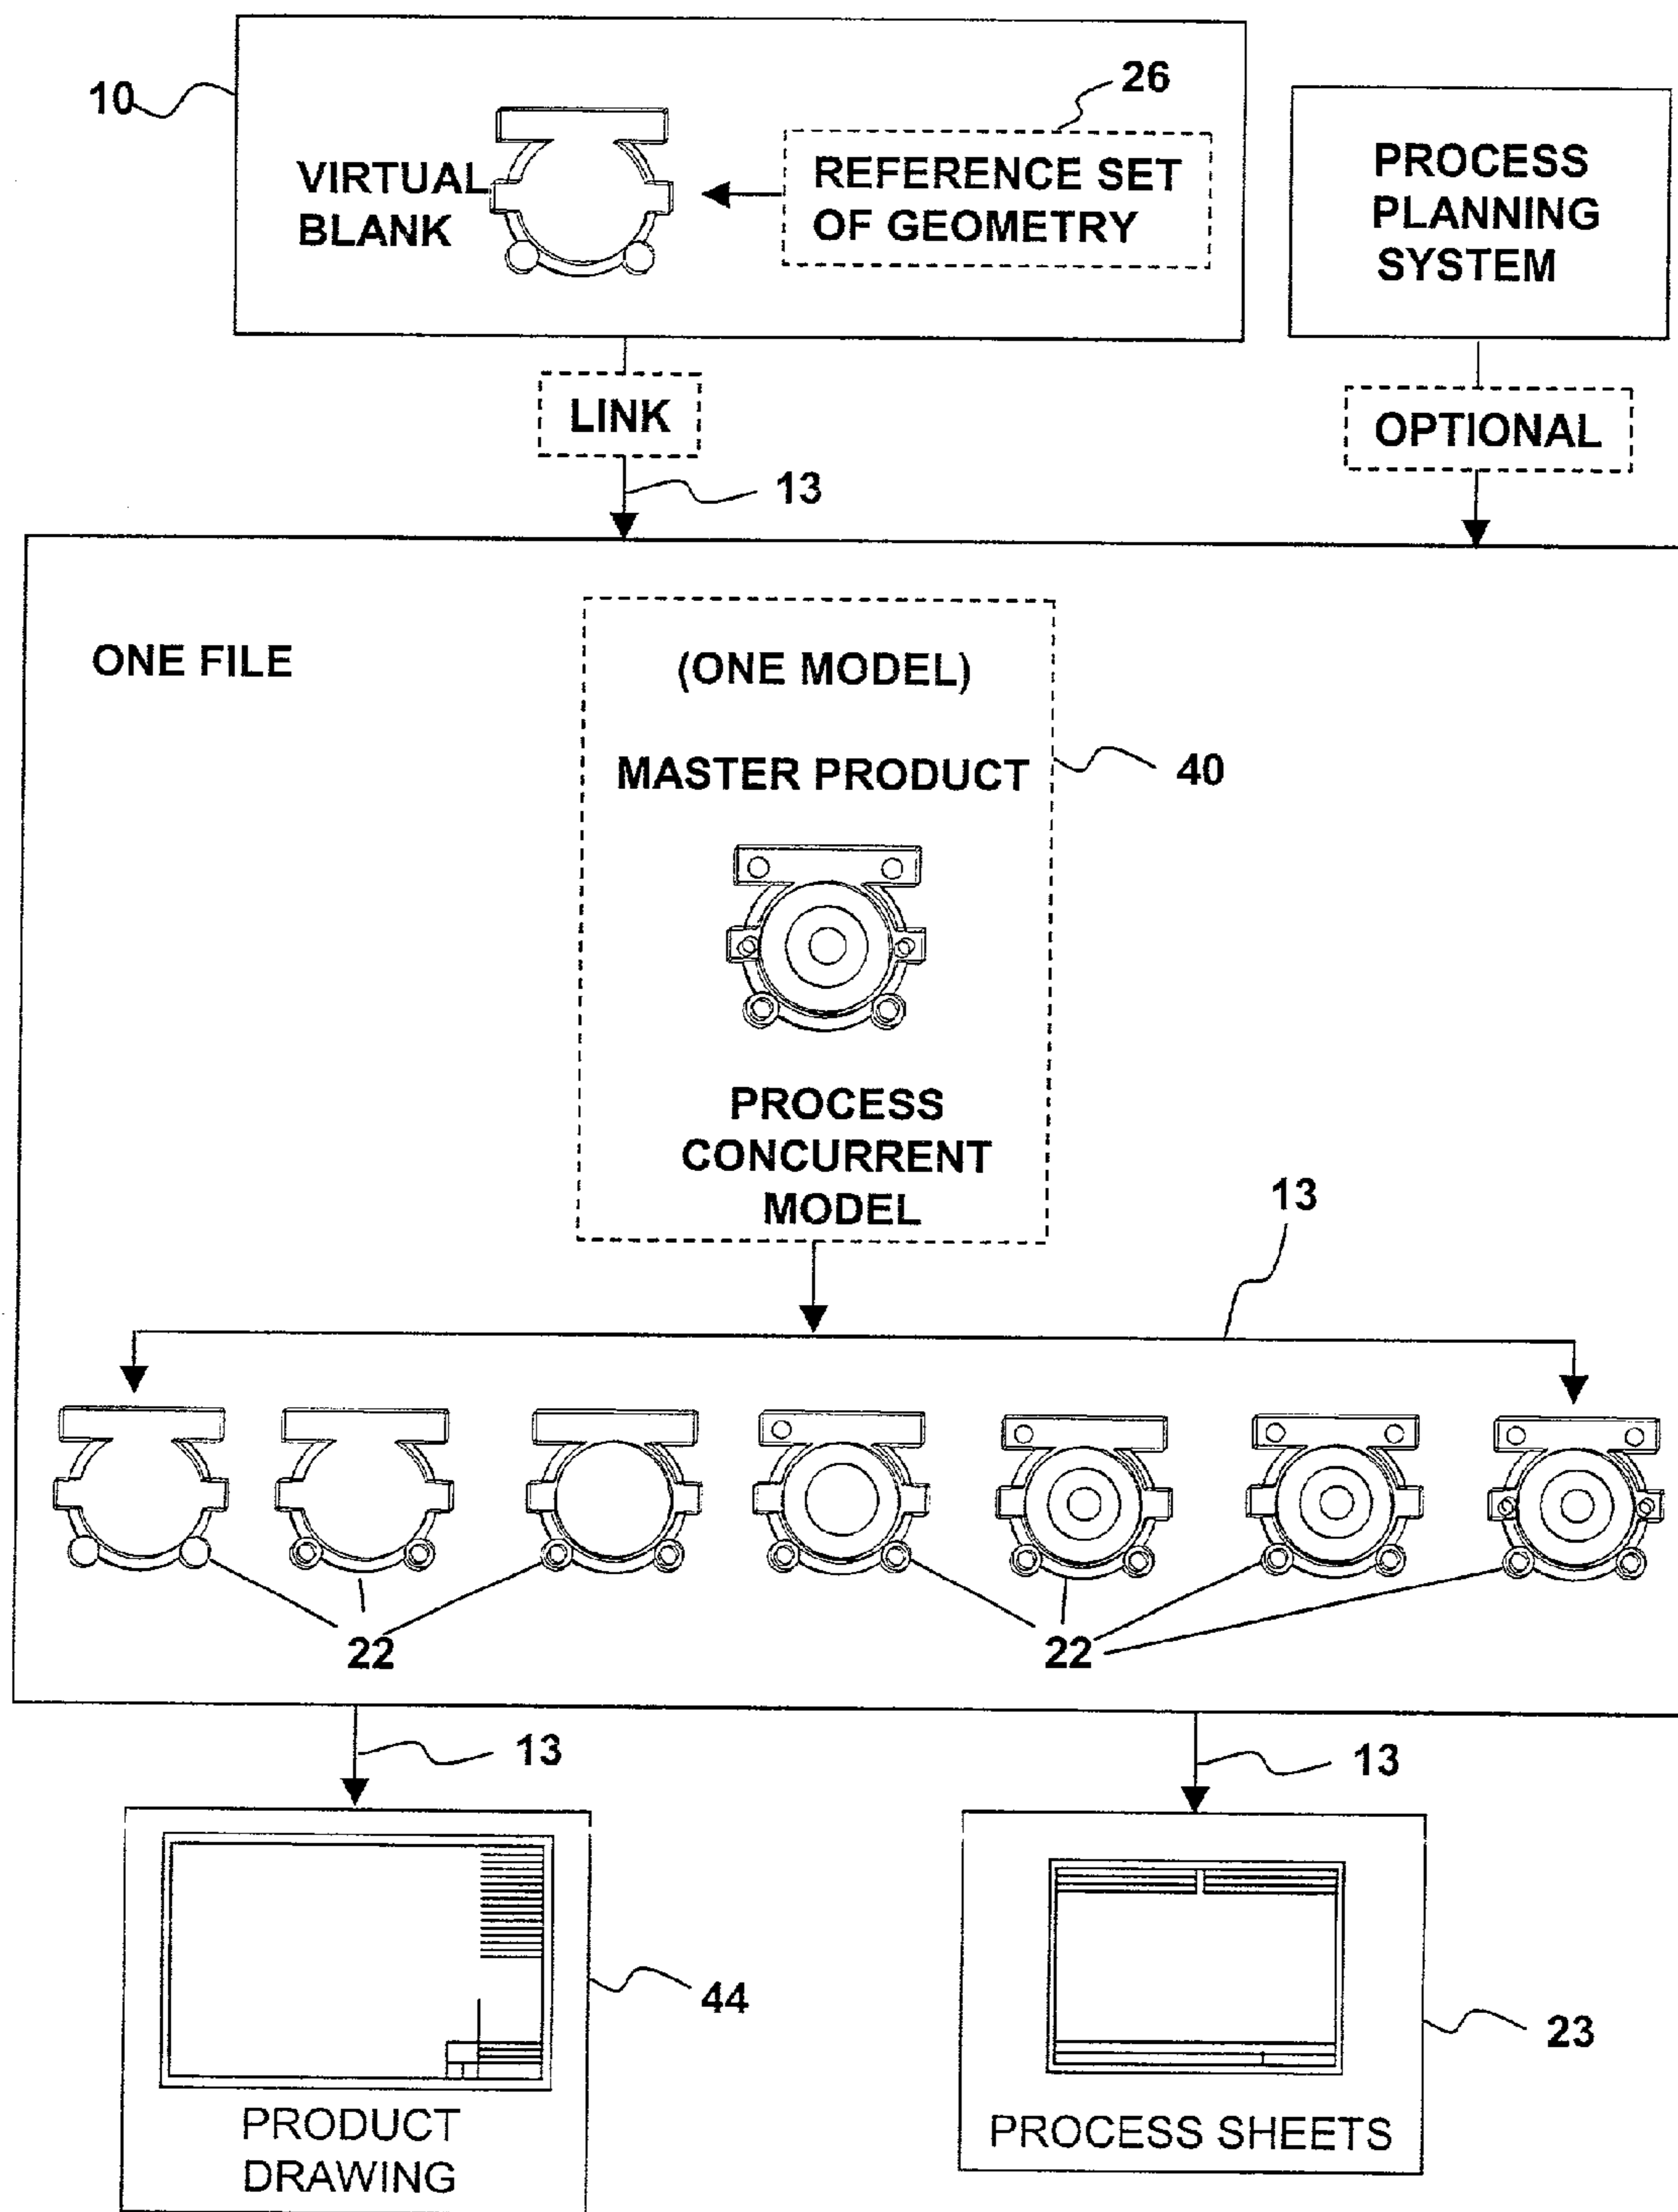 10
VIRTUAL
BLANK
26
REFERENCE SET
OF GEOMETRY
PROCESS
PLANNING
SYSTEM
LINK
OPTIONAL
13
ONE FILE
(ONE MODEL)
MASTER PRODUCT
40
PROCESS
CONCURRENT
MODEL
13
22
22
13
13
44
23
PRODUCT
DRAWING
PROCESS SHEETS